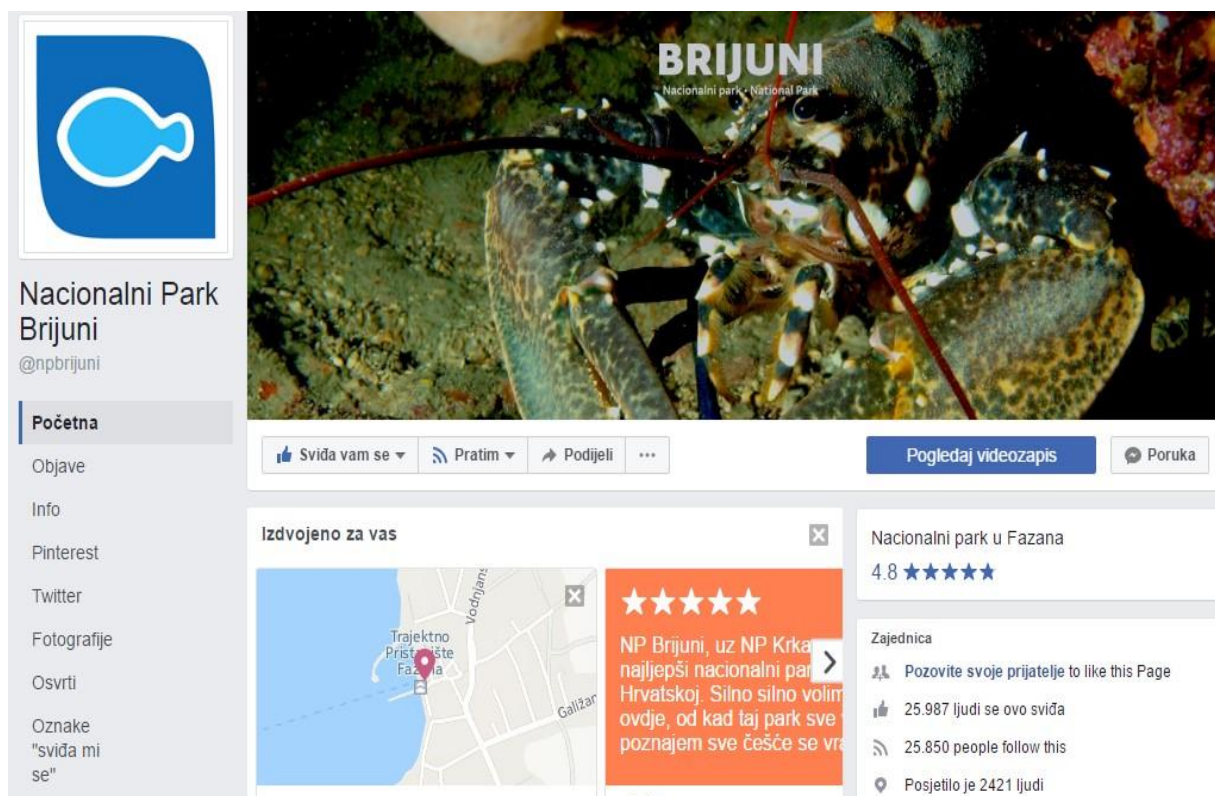 BRIJUNI
Nacionalni park • National Park
Nacionalni Park
Brijuni
@npbrijuni
Početna
Objave
Info
Pinterest
Twitter
Fotografije
Osvrti
Oznake
"sviđa mi
se"
Sviđa vam se
Pratim
Podijeli
Pogledaj videozapis
Poruka
Izdvojeno za vas
Vodnjans
Trajektno
Pristanište
Fažana
Galižan
NP Brijuni, uz NP Krka
najljepši nacionalni par
Hrvatskoj. Silno silno volim
ovdje, od kad taj park sve
poznajem sve češće se vra
Nacionalni park u Fazana
4.8
Zajednica
Pozovite svoje prijatelje to like this Page
25.987 ljudi se ovo sviđa
25.850 people follow this
Posjetilo je 2421 ljudi